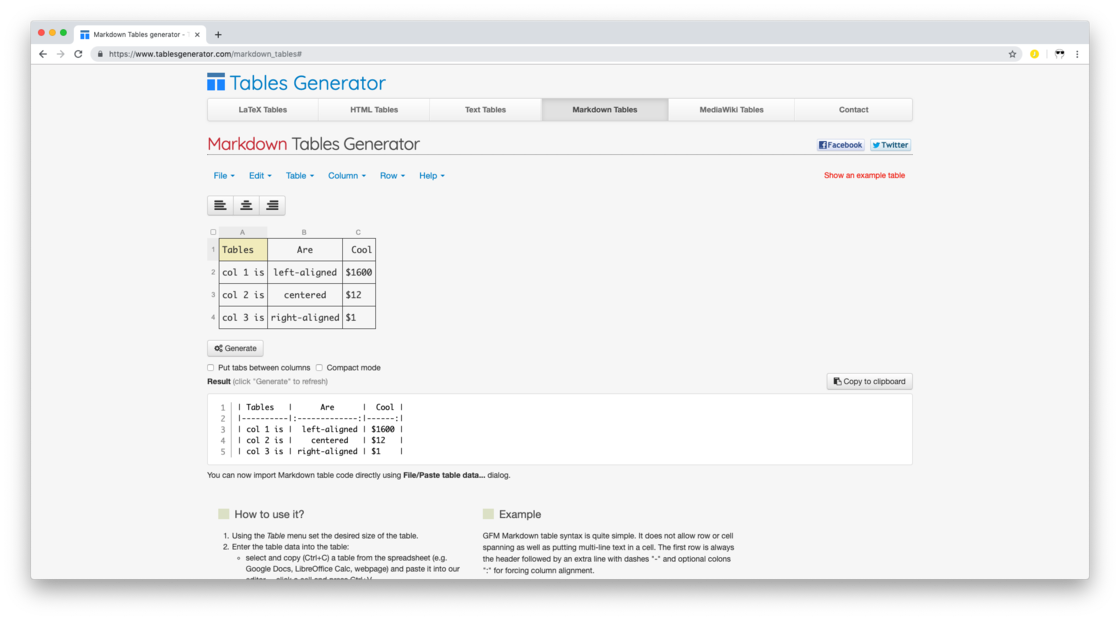 Markdown Tables generator -
https://www.tablesgenerator.com/markdown_tables#
Tables Generator
LaTeX Tables HTML Tables Text Tables Markdown Tables MediaWiki Tables Contact
Markdown Tables Generator
Facebook Twitter
File Edit Table Column Row Help
Show an example table
A B C
1 Tables Are Cool
2 col 1 is left-aligned $1600
3 col 2 is centered $12
4 col 3 is right-aligned $1
Generate
Put tabs between columns Compact mode
Result (click "Generate" to refresh)
Copy to clipboard
1 | Tables   |      Are      |  Cool |
2 |----------|:-------------:|------:|
3 | col 1 is |  left-aligned | $1600 |
4 | col 2 is |    centered   | $12   |
5 | col 3 is | right-aligned | $1    |
You can now import Markdown table code directly using File/Paste table data... dialog.
How to use it?
1. Using the Table menu set the desired size of the table.
2. Enter the table data into the table:
select and copy (Ctrl+C) a table from the spreadsheet (e.g.
Google Docs, LibreOffice Calc, webpage) and paste it into our
editor -- click a cell and press Ctrl+V
Example
GFM Markdown table syntax is quite simple. It does not allow row or cell
spanning as well as putting multi-line text in a cell. The first row is always
the header followed by an extra line with dashes "-" and optional colons
":" for forcing column alignment.